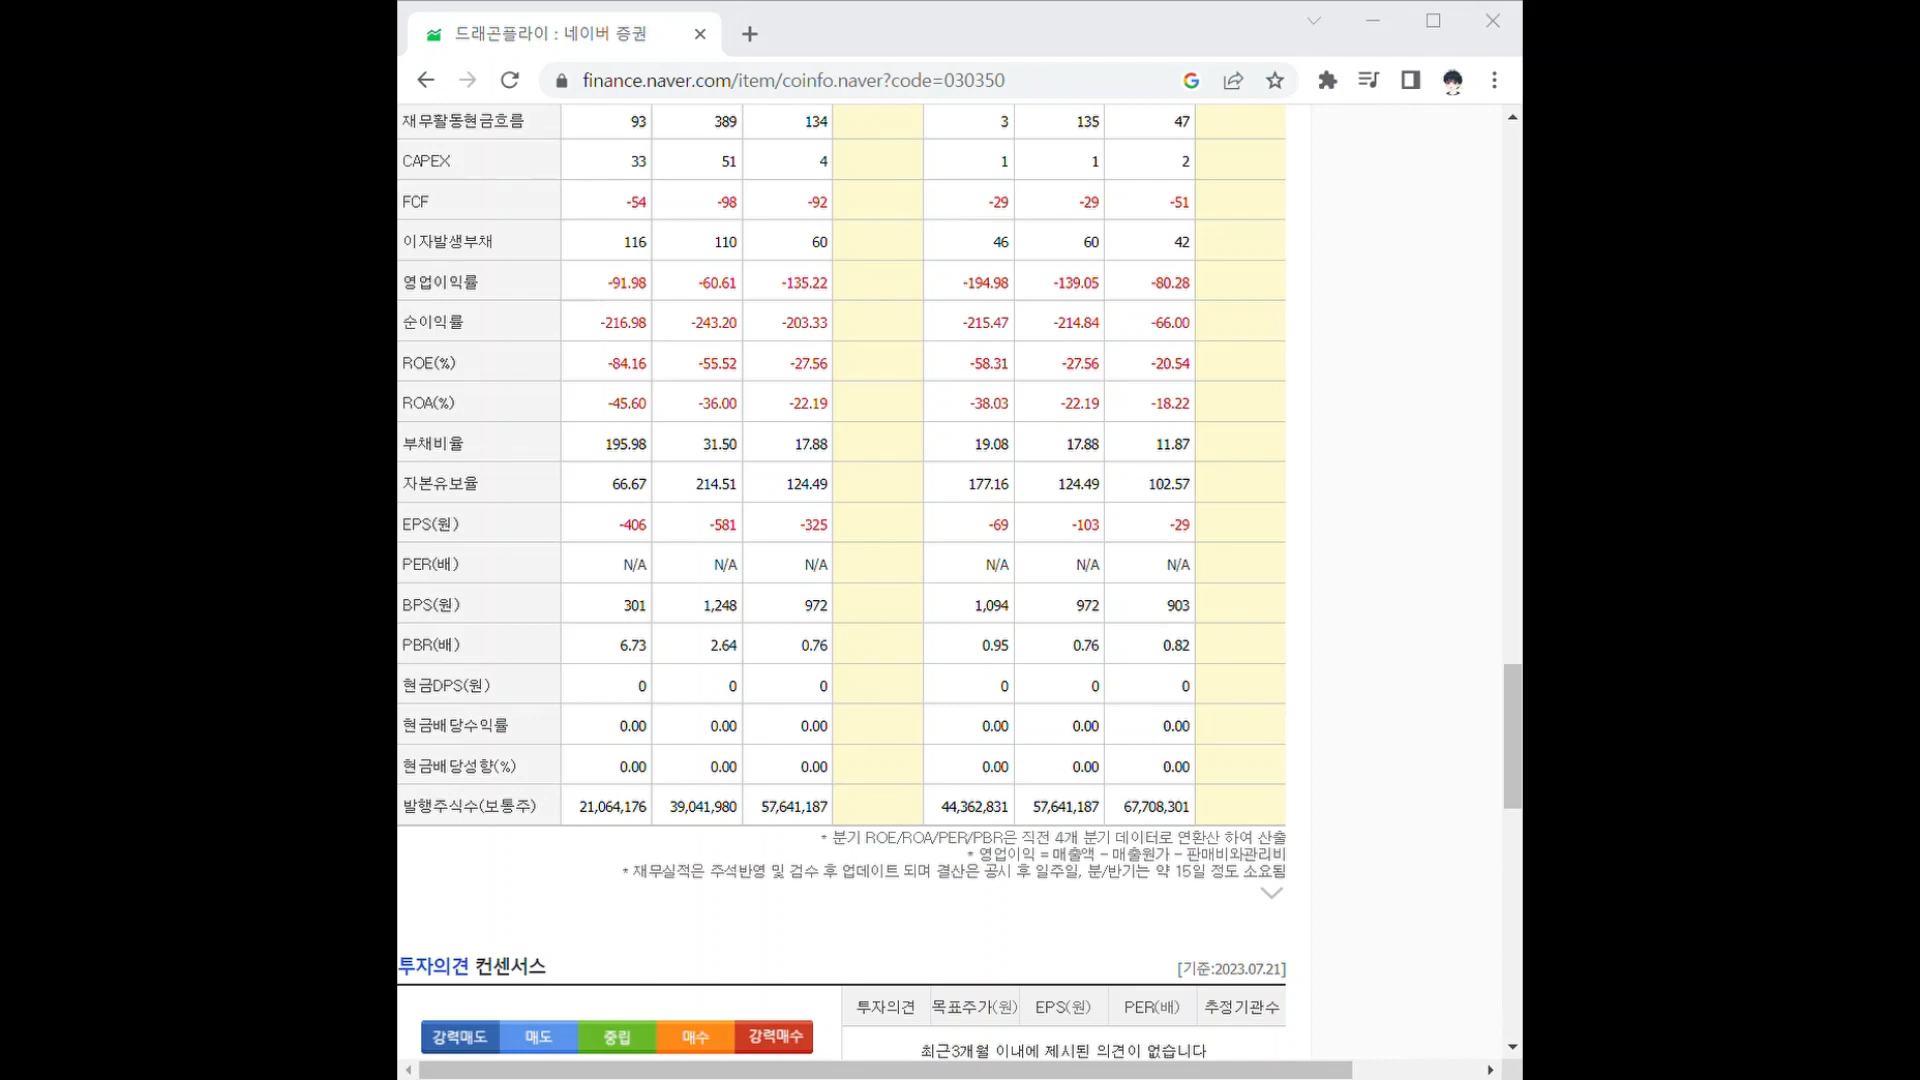 드래곤플라이 : 네이버 증권
finance.naver.com/item/coinfo.naver?code=030350
재무활동현금흐름 93 389 134 3 135 47
CAPEX 33 51 4 1 1 2
FCF -54 -98 -92 -29 -29 -51
이자발생부채 116 110 60 46 60 42
영업이익률 -91.98 -60.61 -135.22 -194.98 -139.05 -80.28
순이익률 -216.98 -243.20 -203.33 -215.47 -214.84 -66.00
ROE(%) -84.16 -55.52 -27.56 -58.31 -27.56 -20.54
ROA(%) -45.60 -36.00 -22.19 -38.03 -22.19 -18.22
부채비율 195.98 31.50 17.88 19.08 17.88 11.87
자본유보율 66.67 214.51 124.49 177.16 124.49 102.57
EPS(원) -406 -581 -325 -69 -103 -29
PER(배) N/A N/A N/A N/A N/A N/A
BPS(원) 301 1,248 972 1,094 972 903
PBR(배) 6.73 2.64 0.76 0.95 0.76 0.82
현금DPS(원) 0 0 0 0 0 0
현금배당수익률 0.00 0.00 0.00 0.00 0.00 0.00
현금배당성향(%) 0.00 0.00 0.00 0.00 0.00 0.00
발행주식수(보통주) 21,064,176 39,041,980 57,641,187 44,362,831 57,641,187 67,708,301
* 분기 ROE/ROA/PER/PBR은 직전 4개 분기 데이터로 연환산 하여 산출
* 영업이익 = 매출액 - 매출원가 - 판매비와관리비
* 재무실적은 주석반영 및 검수 후 업데이트 되며 결산은 공시 후 일주일, 분/반기는 약 15일 정도 소요됨
투자의견 컨센서스 [기준:2023.07.21]
투자의견 목표주가(원) EPS(원) PER(배) 추정기관수
강력매도 매도 중립 매수 강력매수
최근3개월 이내에 제시된 의견이 없습니다